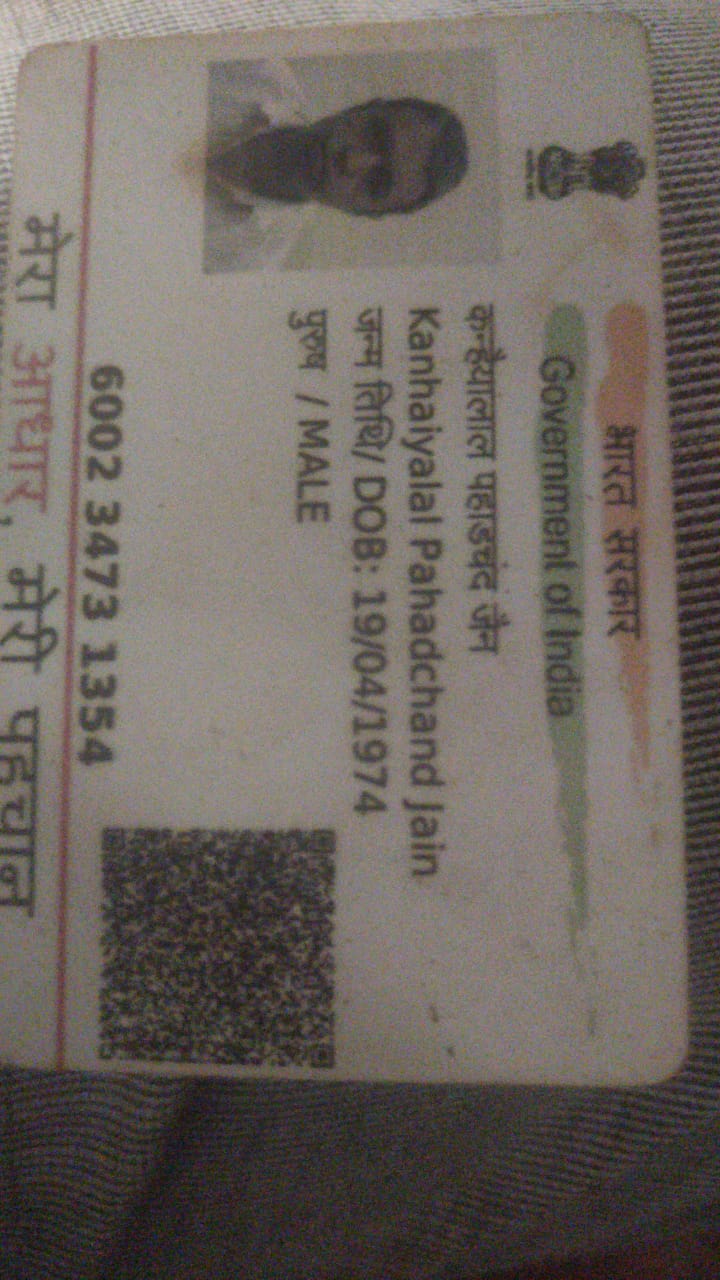 भारत सरकार
Government of India
कन्हैयालाल पहाडचंद जैन
Kanhaiyalal Pahadchand Jain
जन्म तिथि/ DOB: 19/04/1974
पुरुष / MALE
6002 3473 1354
मेरा आधार, मेरी पहचान